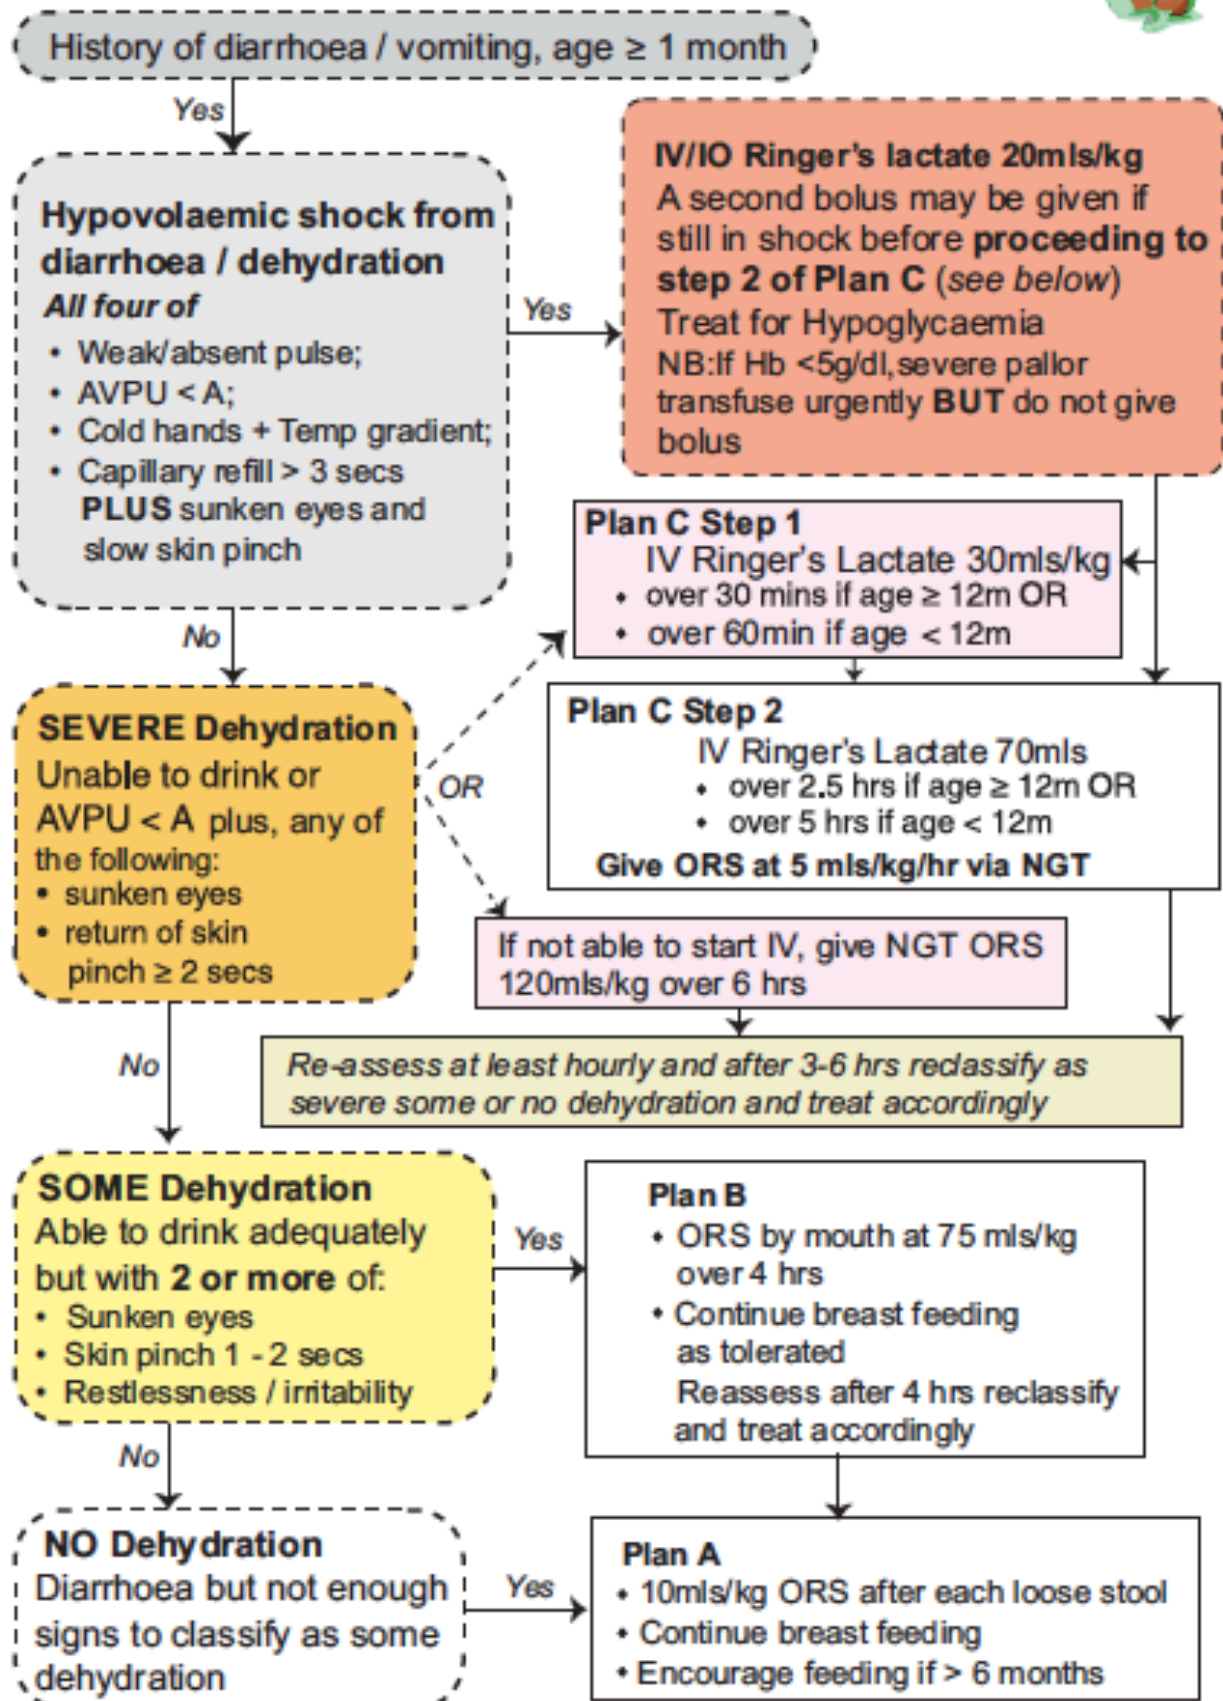 History of diarrhoea / vomiting, age ≥ 1 month
Yes
Hypovolaemic shock from
diarrhoea / dehydration
All four of
• Weak/absent pulse;
• AVPU < A;
• Cold hands + Temp gradient;
• Capillary refill > 3 secs
PLUS sunken eyes and
slow skin pinch
Yes
IV/IO Ringer's lactate 20mls/kg
A second bolus may be given if
still in shock before proceeding to
step 2 of Plan C (see below)
Treat for Hypoglycaemia
NB:If Hb <5g/dl,severe pallor
transfuse urgently BUT do not give
bolus
Plan C Step 1
IV Ringer's Lactate 30mls/kg
• over 30 mins if age ≥ 12m OR
• over 60min if age < 12m
No
SEVERE Dehydration
Unable to drink or
AVPU < A plus, any of
the following:
• sunken eyes
• return of skin
pinch ≥ 2 secs
OR
Plan C Step 2
IV Ringer's Lactate 70mls
• over 2.5 hrs if age ≥ 12m OR
• over 5 hrs if age < 12m
Give ORS at 5 mls/kg/hr via NGT
If not able to start IV, give NGT ORS
120mls/kg over 6 hrs
No
Re-assess at least hourly and after 3-6 hrs reclassify as
severe some or no dehydration and treat accordingly
SOME Dehydration
Able to drink adequately
but with 2 or more of:
• Sunken eyes
• Skin pinch 1 - 2 secs
• Restlessness / irritability
Yes
Plan B
• ORS by mouth at 75 mls/kg
over 4 hrs
• Continue breast feeding
as tolerated
Reassess after 4 hrs reclassify
and treat accordingly
No
NO Dehydration
Diarrhoea but not enough
signs to classify as some
dehydration
Yes
Plan A
• 10mls/kg ORS after each loose stool
• Continue breast feeding
• Encourage feeding if > 6 months